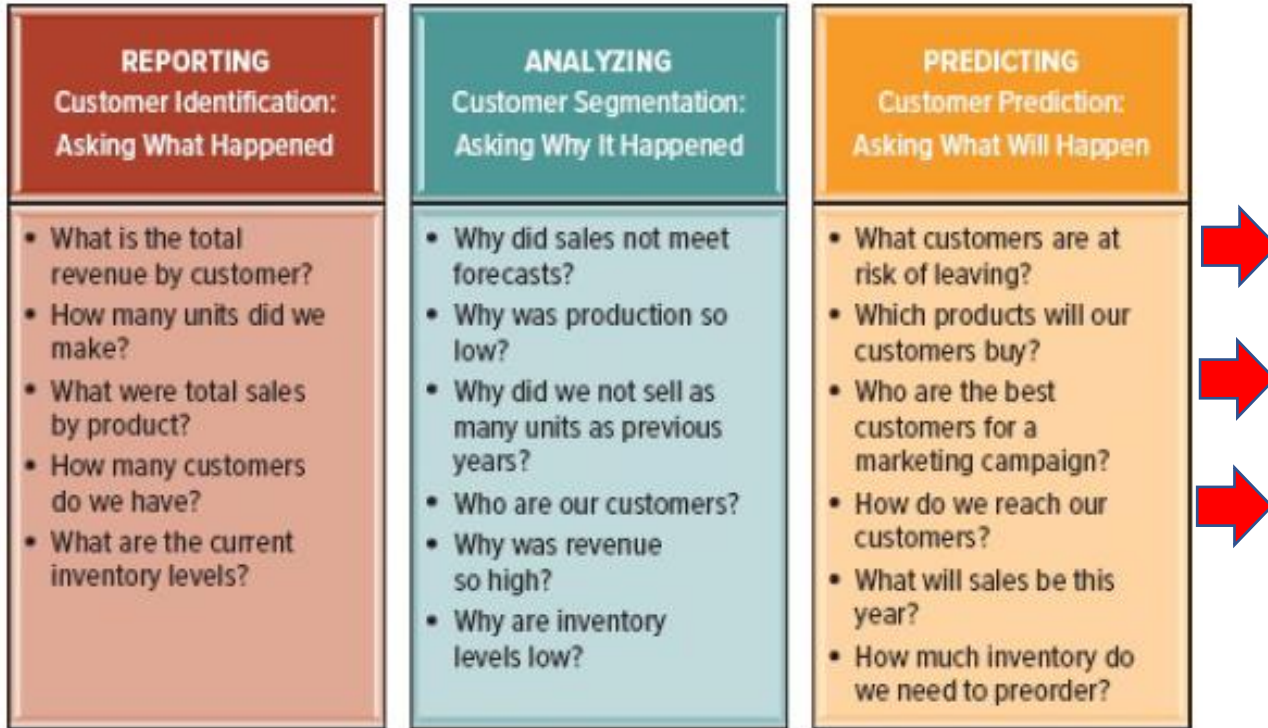 REPORTING
Customer Identification:
Asking What Happened
• What is the total
revenue by customer?
• How many units did we
make?
• What were total sales
by product?
• How many customers
do we have?
• What are the current
inventory levels?
ANALYZING
Customer Segmentation:
Asking Why It Happened
• Why did sales not meet
forecasts?
• Why was production so
low?
• Why did we not sell as
many units as previous
years?
• Who are our customers?
• Why was revenue
so high?
• Why are inventory
levels low?
PREDICTING
Customer Prediction:
Asking What Will Happen
• What customers are at
risk of leaving?
• Which products will our
customers buy?
• Who are the best
customers for a
marketing campaign?
• How do we reach our
customers?
• What will sales be this
year?
• How much inventory do
we need to preorder?